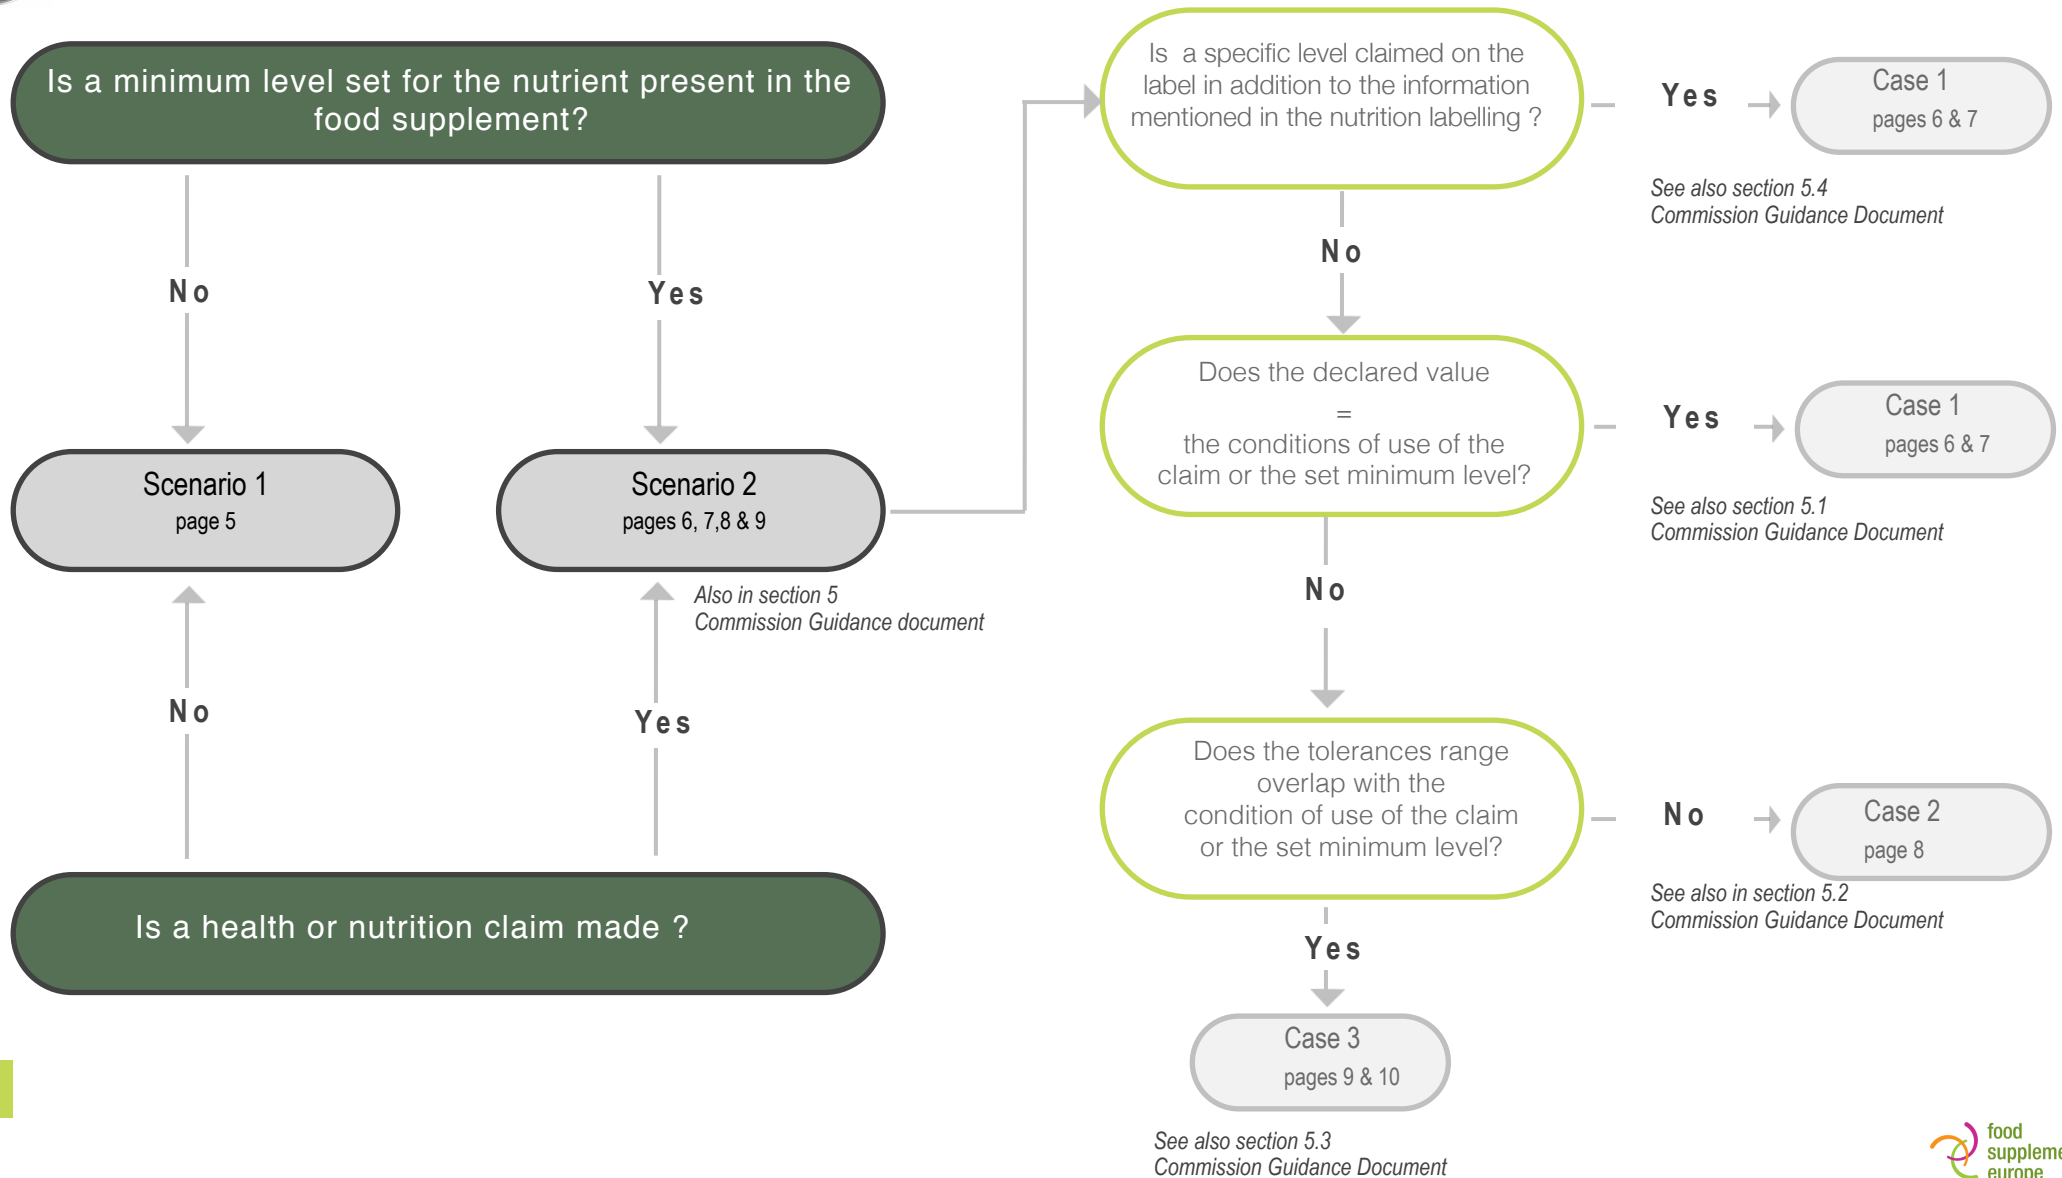 Is a minimum level set for the nutrient present in the
food supplement?
No
Yes
Scenario 1
page 5
Scenario 2
pages 6, 7,8 & 9
Also in section 5
Commission Guidance document
No
Yes
Is a health or nutrition claim made ?
Is a specific level claimed on the
label in addition to the information
mentioned in the nutrition labelling ?
Yes
Case 1
pages 6 & 7
See also section 5.4
Commission Guidance Document
No
Does the declared value
=
the conditions of use of the
claim or the set minimum level?
Yes
Case 1
pages 6 & 7
See also section 5.1
Commission Guidance Document
No
Does the tolerances range
overlap with the
condition of use of the claim
or the set minimum level?
No
Case 2
page 8
See also in section 5.2
Commission Guidance Document
Yes
Case 3
pages 9 & 10
See also section 5.3
Commission Guidance Document
food
suppleme
europe